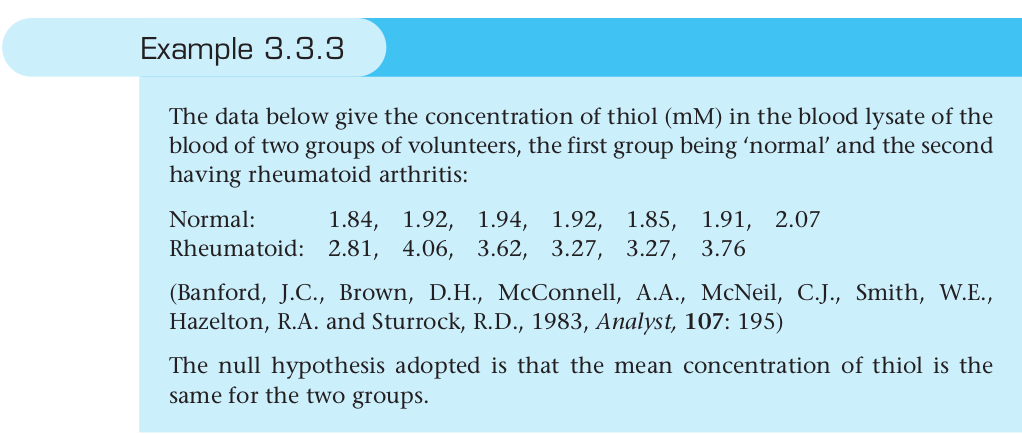 Example 3.3.3
The data below give the concentration of thiol (mM) in the blood lysate of the
blood of two groups of volunteers, the first group being ‘normal’ and the second
having rheumatoid arthritis:
Normal: 1.84, 1.92, 1.94, 1.92, 1.85, 1.91, 2.07
Rheumatoid: 2.81, 4.06, 3.62, 3.27, 3.27, 3.76
(Banford, J.C., Brown, D.H., McConnell, A.A., McNeil, C.J., Smith, W.E.,
Hazelton, R.A. and Sturrock, R.D., 1983, Analyst, 107: 195)
The null hypothesis adopted is that the mean concentration of thiol is the
same for the two groups.